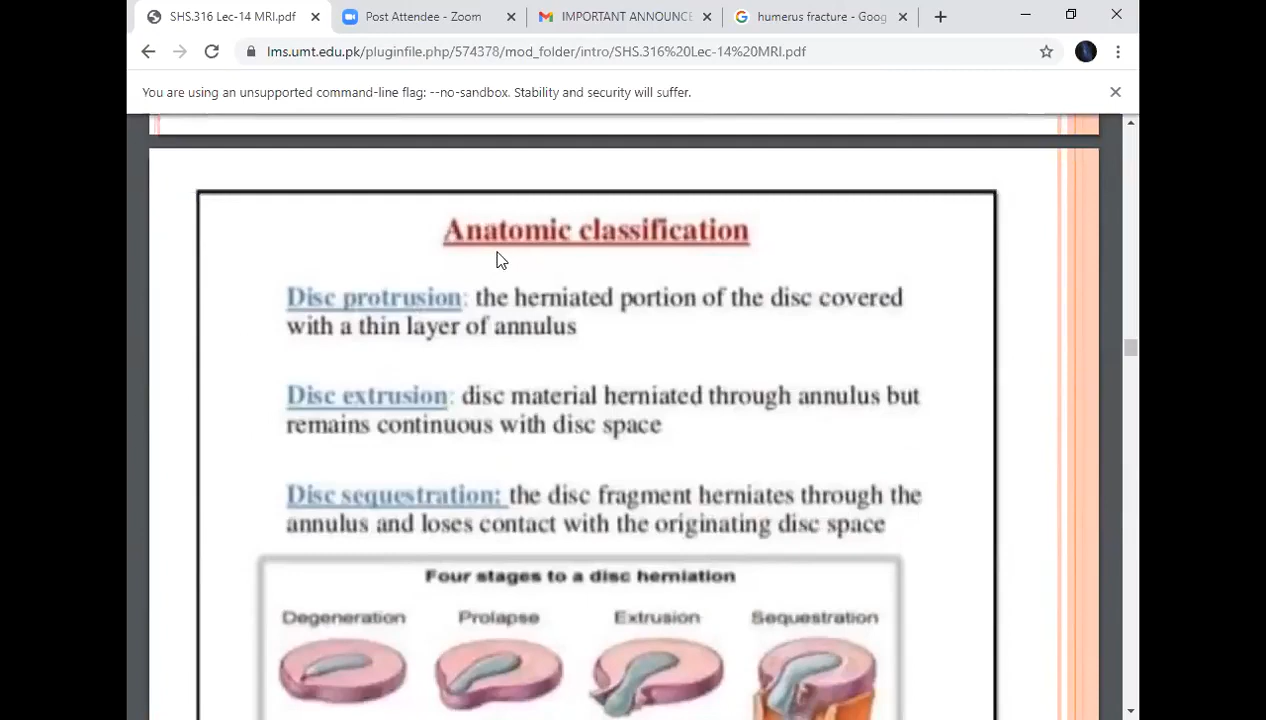 SHS.316 Lec-14 MRI.pdf
Post Attendee - Zoom
IMPORTANT ANNOUNCE
humerus fracture - Goog
lms.umt.edu.pk/pluginfile.php/574378/mod_folder/intro/SHS.316%20Lec-14%20MRI.pdf
You are using an unsupported command-line flag: --no-sandbox. Stability and security will suffer.
Anatomic classification
Disc protrusion: the herniated portion of the disc covered
with a thin layer of annulus
Disc extrusion: disc material herniated through annulus but
remains continuous with disc space
Disc sequestration: the disc fragment herniates through the
annulus and loses contact with the originating disc space
Four stages to a disc herniation
Degeneration Prolapse Extrusion Sequestration